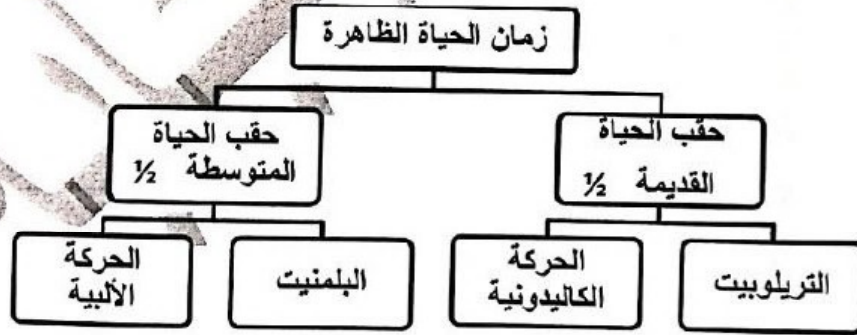 زمان الحياة الظاهرة
حقب الحياة
القديمة ½
حقب الحياة
المتوسطة ½
التريلوبيت
الحركة
الكاليدونية
البلمنيت
الحركة
الألبية